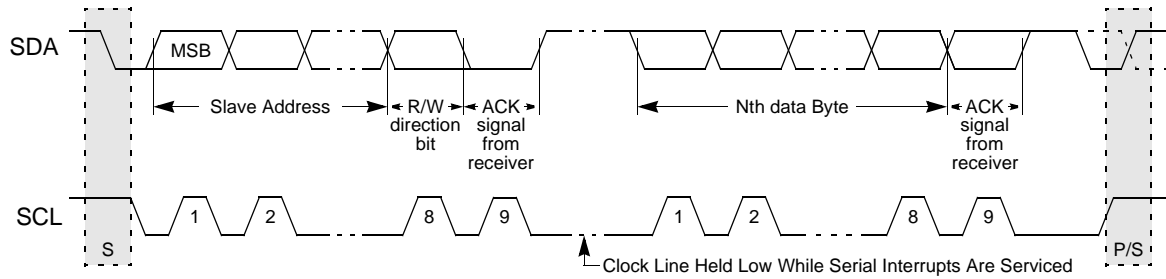 SDA
MSB
Slave Address
R/W
direction
bit
ACK
signal
from
receiver
Nth data Byte
ACK
signal
from
receiver
SCL
1
2
8
9
1
2
8
9
S
P/S
Clock Line Held Low While Serial Interrupts Are Serviced